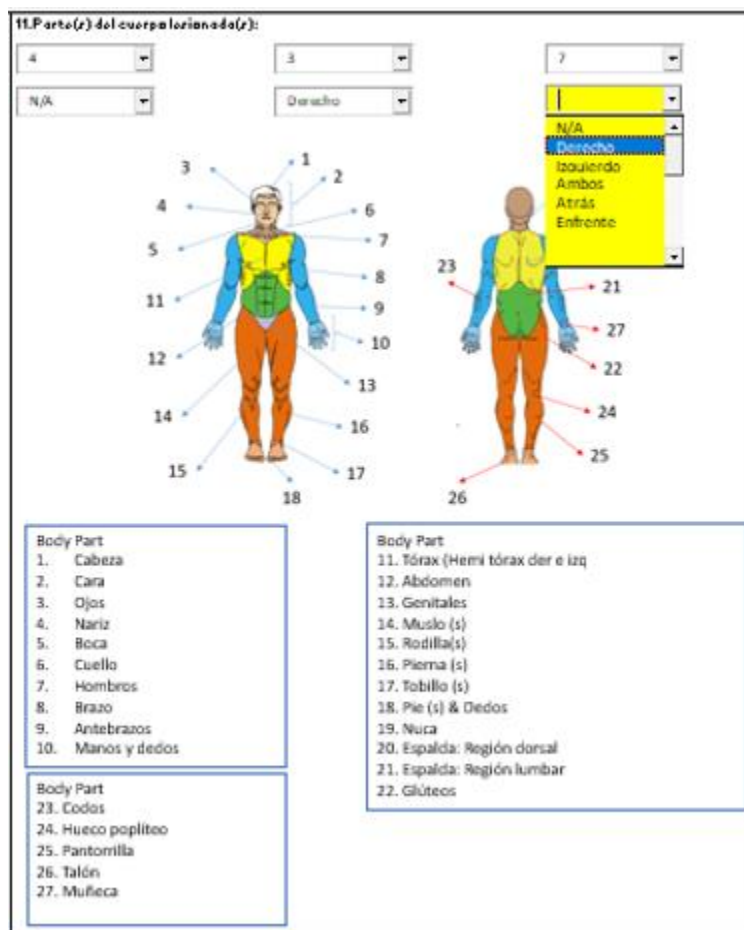 11.Parte(s) del cuerpo lesionada(s):
4 3 7
N/A Derecho
N/A
Derecho
Izquierdo
Ambos
Atrás
Enfrente
3 1
2
4
6
5 7
8
11
9
12 10
13
14
16
15
17
18
23
21
27
22
24
25
26
Body Part
1. Cabeza
2. Cara
3. Ojos
4. Nariz
5. Boca
6. Cuello
7. Hombros
8. Brazo
9. Antebrazos
10. Manos y dedos
Body Part
11. Tórax (Hemi tórax der e izq
12. Abdomen
13. Genitales
14. Muslo (s)
15. Rodilla(s)
16. Pierna (s)
17. Tobillo (s)
18. Pie (s) & Dedos
19. Nuca
20. Espalda: Región dorsal
21. Espalda: Región lumbar
22. Glúteos
Body Part
23. Codos
24. Hueco poplíteo
25. Pantorrilla
26. Talón
27. Muñeca